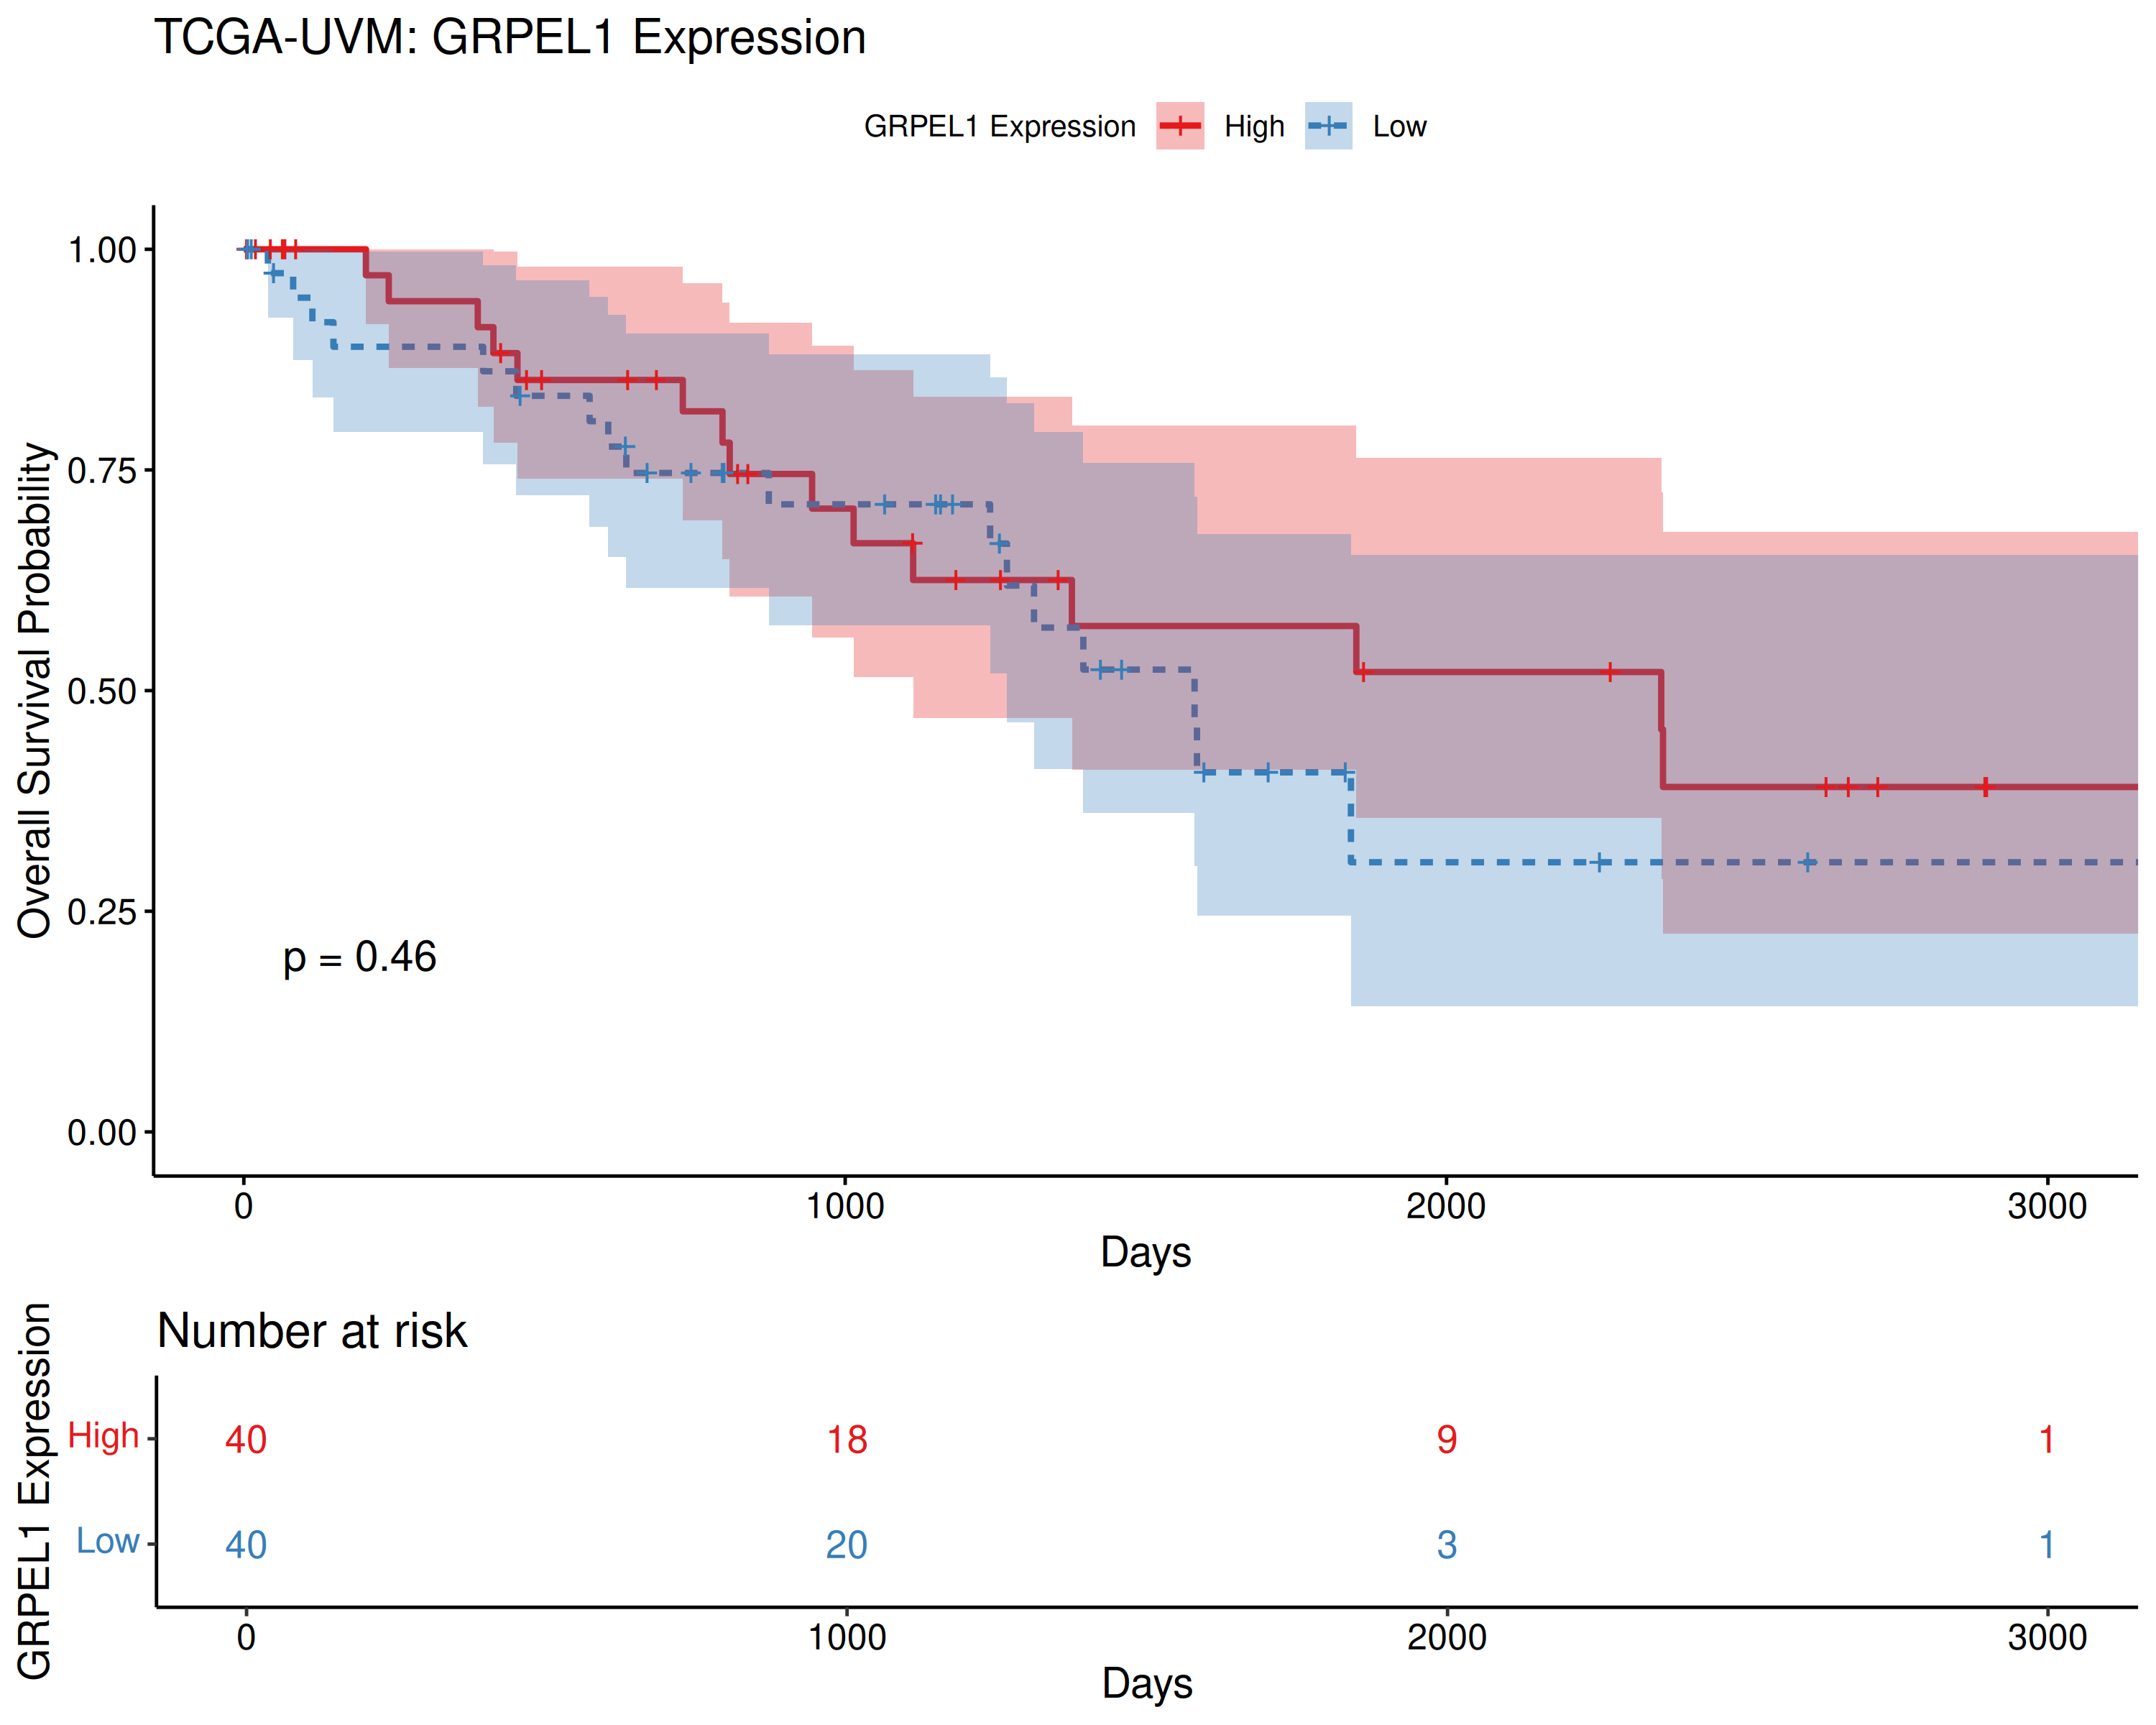 TCGA-UVM: GRPEL1 Expression
GRPEL1 Expression High Low
Overall Survival Probability
1.00
0.75
0.50
0.25
0.00
p = 0.46
0 1000 2000 3000
Days
Number at risk
GRPEL1 Expression
High 40 18 9 1
Low 40 20 3 1
0 1000 2000 3000
Days